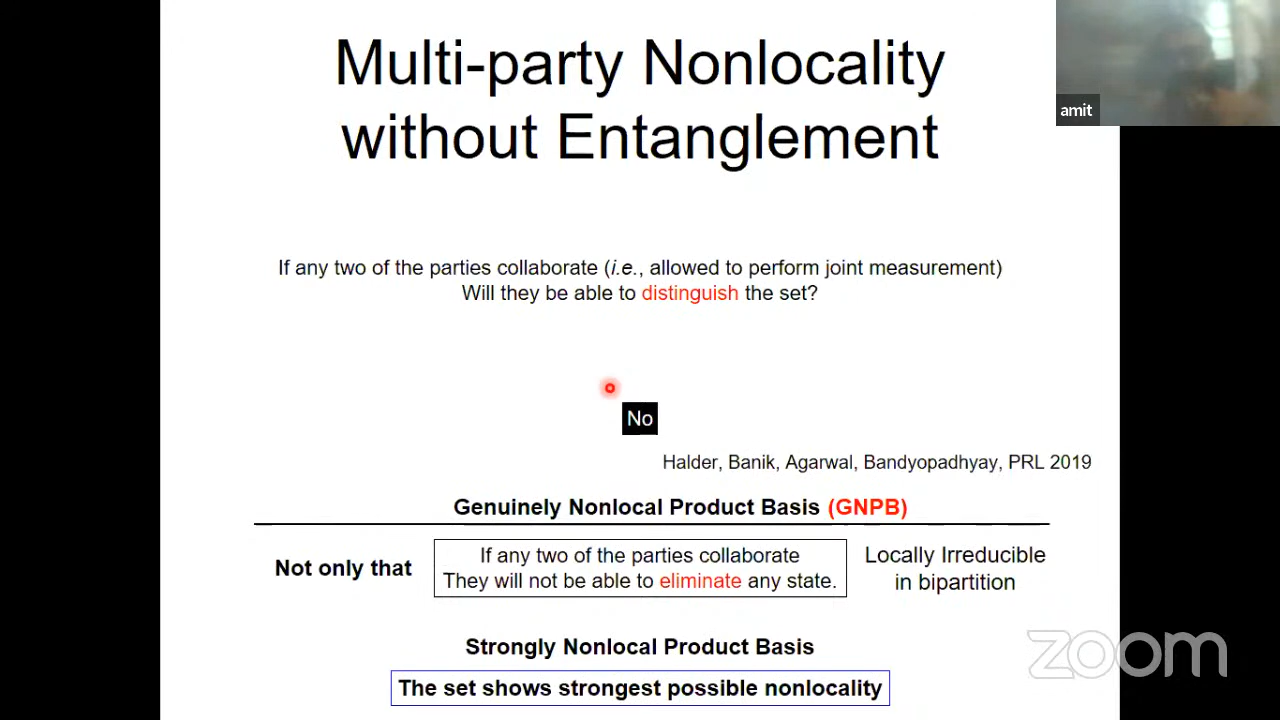 Multi-party Nonlocality
without Entanglement
amit
If any two of the parties collaborate (i.e., allowed to perform joint measurement)
Will they be able to distinguish the set?
No
Halder, Banik, Agarwal, Bandyopadhyay, PRL 2019
Genuinely Nonlocal Product Basis (GNPB)
Not only that
If any two of the parties collaborate
They will not be able to eliminate any state.
Locally Irreducible
in bipartition
Strongly Nonlocal Product Basis
The set shows strongest possible nonlocality
zoom